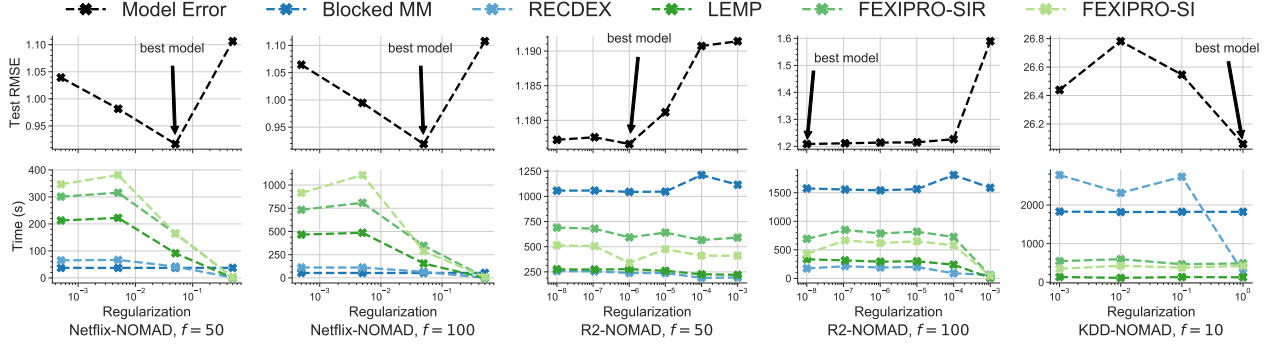 Model Error Blocked MM RECDEX LEMP FEXIPRO-SIR FEXIPRO-SI
Test RMSE
1.10
1.05
1.00
0.95
best model
1.10
1.05
1.00
0.95
best model
1.190
1.185
1.180
best model
1.6
1.5
1.4
1.3
1.2
best model
26.8
26.6
26.4
26.2
best model
Time (s)
400
300
200
100
0
10⁻³ 10⁻² 10⁻¹
Regularization
Netflix-NOMAD, f = 50
1000
750
500
250
0
10⁻³ 10⁻² 10⁻¹
Regularization
Netflix-NOMAD, f = 100
1250
1000
750
500
250
10⁻⁸ 10⁻⁷ 10⁻⁶ 10⁻⁵ 10⁻⁴ 10⁻³
Regularization
R2-NOMAD, f = 50
1500
1000
500
0
10⁻⁸ 10⁻⁷ 10⁻⁶ 10⁻⁵ 10⁻⁴ 10⁻³
Regularization
R2-NOMAD, f = 100
2000
1000
0
10⁻³ 10⁻² 10⁻¹ 10⁰
Regularization
KDD-NOMAD, f = 10